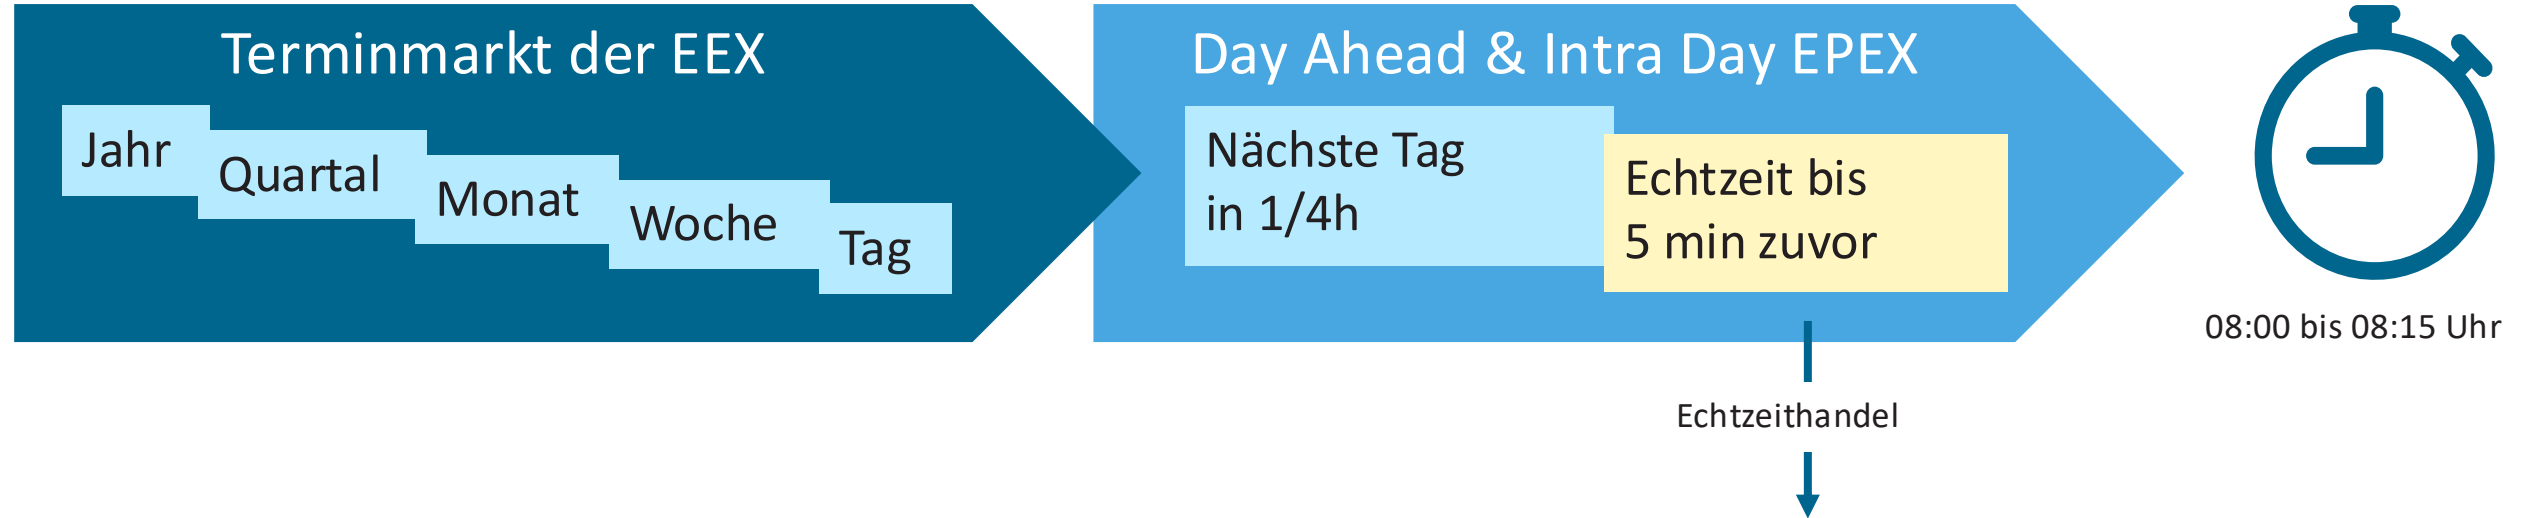 Terminmarkt der EEX
Jahr
Quartal
Monat
Woche
Tag
Day Ahead & Intra Day EPEX
Nächste Tag
in 1/4h
Echtzeit bis
5 min zuvor
08:00 bis 08:15 Uhr
Echtzeithandel